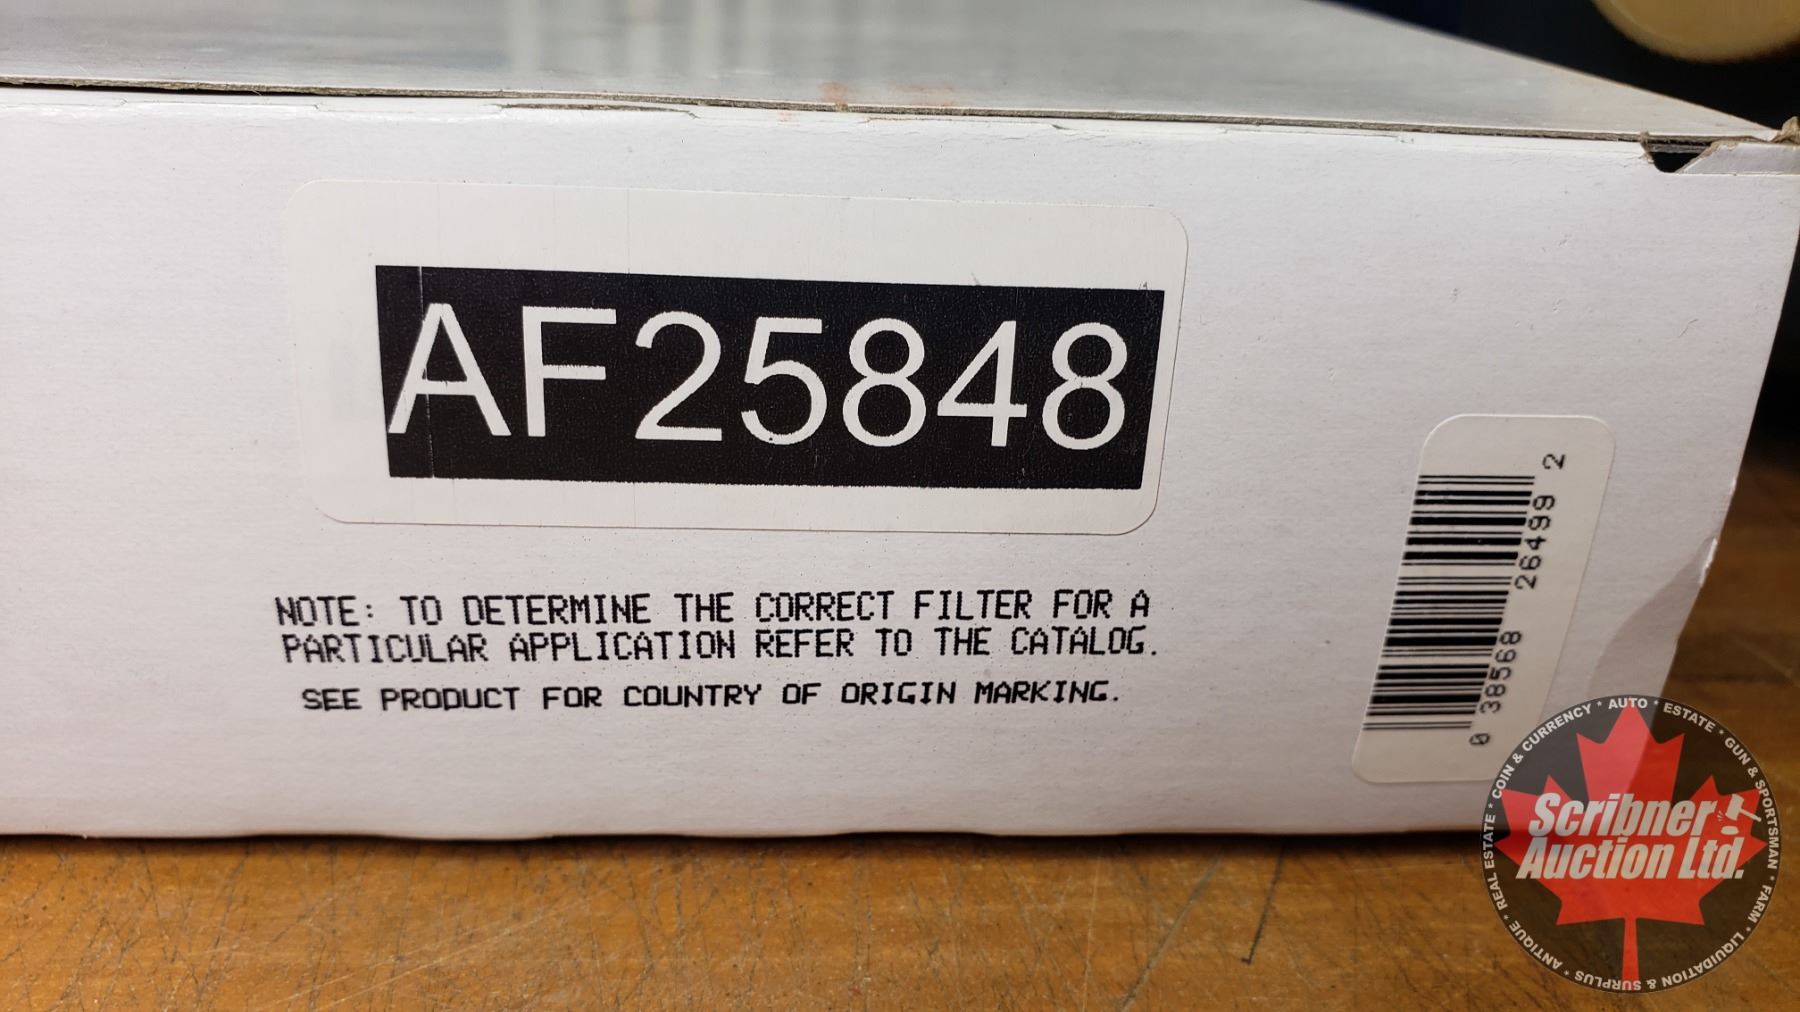 AF25848
NOTE: TO DETERMINE THE CORRECT FILTER FOR A
PARTICULAR APPLICATION REFER TO THE CATALOG.
SEE PRODUCT FOR COUNTRY OF ORIGIN MARKING.
0 38568 26499 2
Scribner
Auction Ltd.
ANTIQUE * REAL ESTATE * COIN & CURRENCY * AUTO * ESTATE * GUN & SPORTSMAN * FARM * LIQUIDATION & SURPLUS *